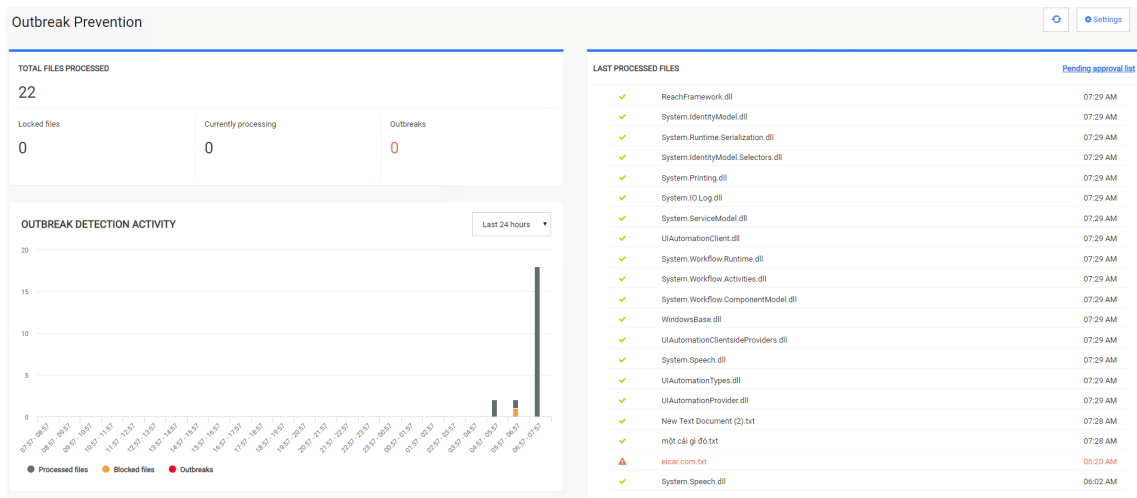 Outbreak Prevention
Settings
TOTAL FILES PROCESSED
22
Locked files
0
Currently processing
0
Outbreaks
0
OUTBREAK DETECTION ACTIVITY
Last 24 hours
20
15
10
5
0
07:57 - 08:57
08:57 - 09:57
09:57 - 10:57
10:57 - 11:57
11:57 - 12:57
12:57 - 13:57
13:57 - 14:57
14:57 - 15:57
15:57 - 16:57
16:57 - 17:57
17:57 - 18:57
18:57 - 19:57
19:57 - 20:57
20:57 - 21:57
21:57 - 22:57
22:57 - 23:57
23:57 - 00:57
00:57 - 01:57
01:57 - 02:57
02:57 - 03:57
03:57 - 04:57
04:57 - 05:57
05:57 - 06:57
06:57 - 07:57
Processed files
Blocked files
Outbreaks
LAST PROCESSED FILES
Pending approval list
ReachFramework.dll 07:29 AM
System.IdentityModel.dll 07:29 AM
System.Runtime.Serialization.dll 07:29 AM
System.IdentityModel.Selectors.dll 07:29 AM
System.Printing.dll 07:29 AM
System.IO.Log.dll 07:29 AM
System.ServiceModel.dll 07:29 AM
UIAutomationClient.dll 07:29 AM
System.Workflow.Runtime.dll 07:29 AM
System.Workflow.Activities.dll 07:29 AM
System.Workflow.ComponentModel.dll 07:29 AM
WindowsBase.dll 07:29 AM
UIAutomationClientsideProviders.dll 07:29 AM
System.Speech.dll 07:29 AM
UIAutomationTypes.dll 07:29 AM
UIAutomationProvider.dll 07:29 AM
New Text Document (2).txt 07:28 AM
một cái gì đó.txt 07:28 AM
eicar.com.txt 06:20 AM
System.Speech.dll 06:02 AM